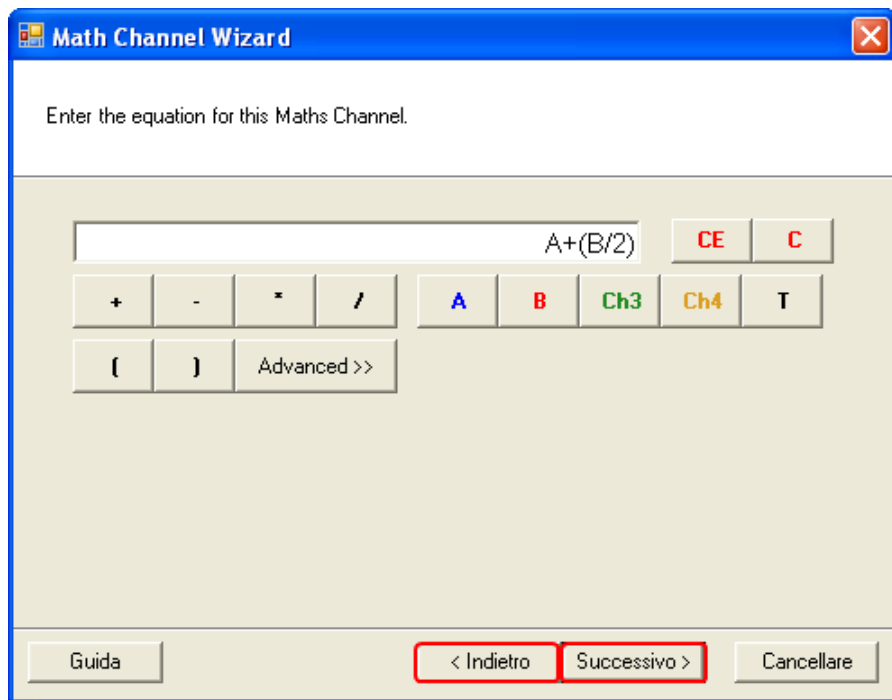 Math Channel Wizard
Enter the equation for this Maths Channel.
A+(B/2) CE C
+ - * / A B Ch3 Ch4 T
( ) Advanced >>
Guida < Indietro Successivo > Cancellare